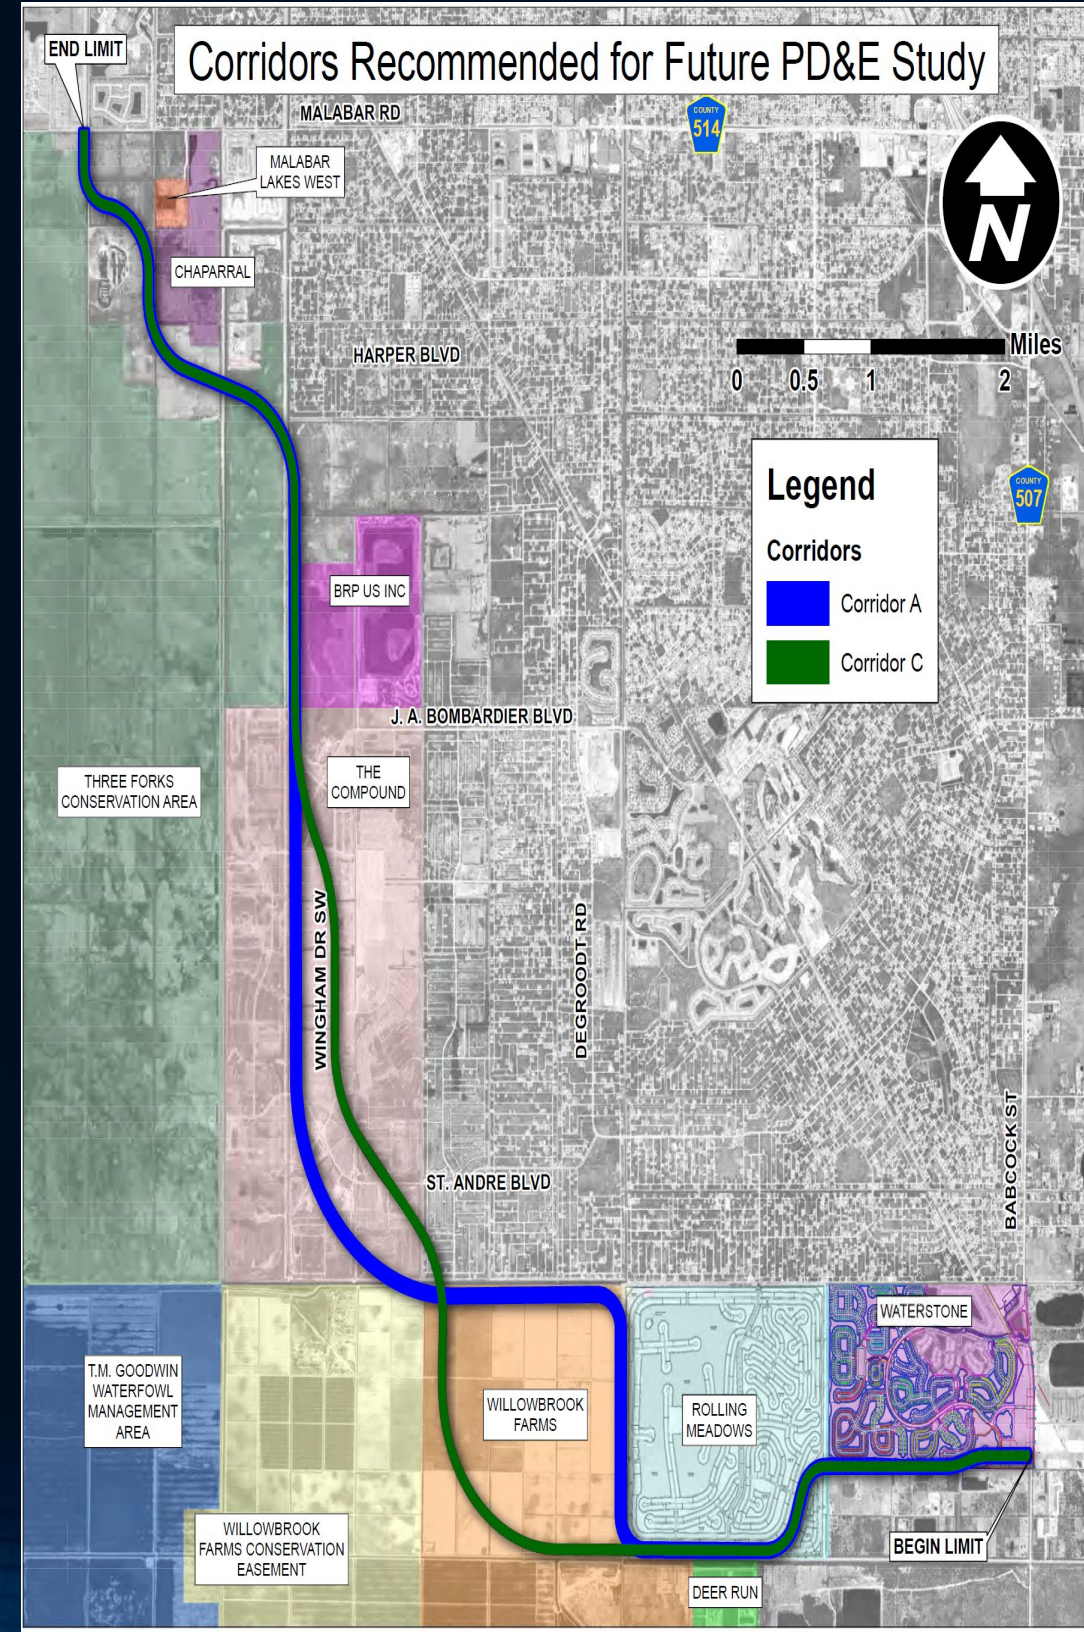 END LIMIT
Corridors Recommended for Future PD&E Study
MALABAR RD
COUNTY
514
MALABAR
LAKES WEST
N
CHAPARRAL
HARPER BLVD
Miles
0 0.5 1 2
Legend
Corridors
Corridor A
Corridor C
COUNTY
507
BRP US INC
J. A. BOMBARDIER BLVD
THREE FORKS
CONSERVATION AREA
THE
COMPOUND
WINGHAM DR SW
DEGROODT RD
BABCOCK ST
ST. ANDRE BLVD
WATERSTONE
T.M. GOODWIN
WATERFOWL
MANAGEMENT
AREA
WILLOWBROOK
FARMS
ROLLING
MEADOWS
WILLOWBROOK
FARMS CONSERVATION
EASEMENT
BEGIN LIMIT
DEER RUN